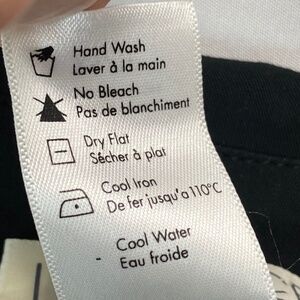 Hand Wash
Laver à la main
No Bleach
Pas de blanchiment
Dry Flat
Sécher à plat
Cool Iron
De fer jusqu'a 110°C
- Cool Water
Eau froide